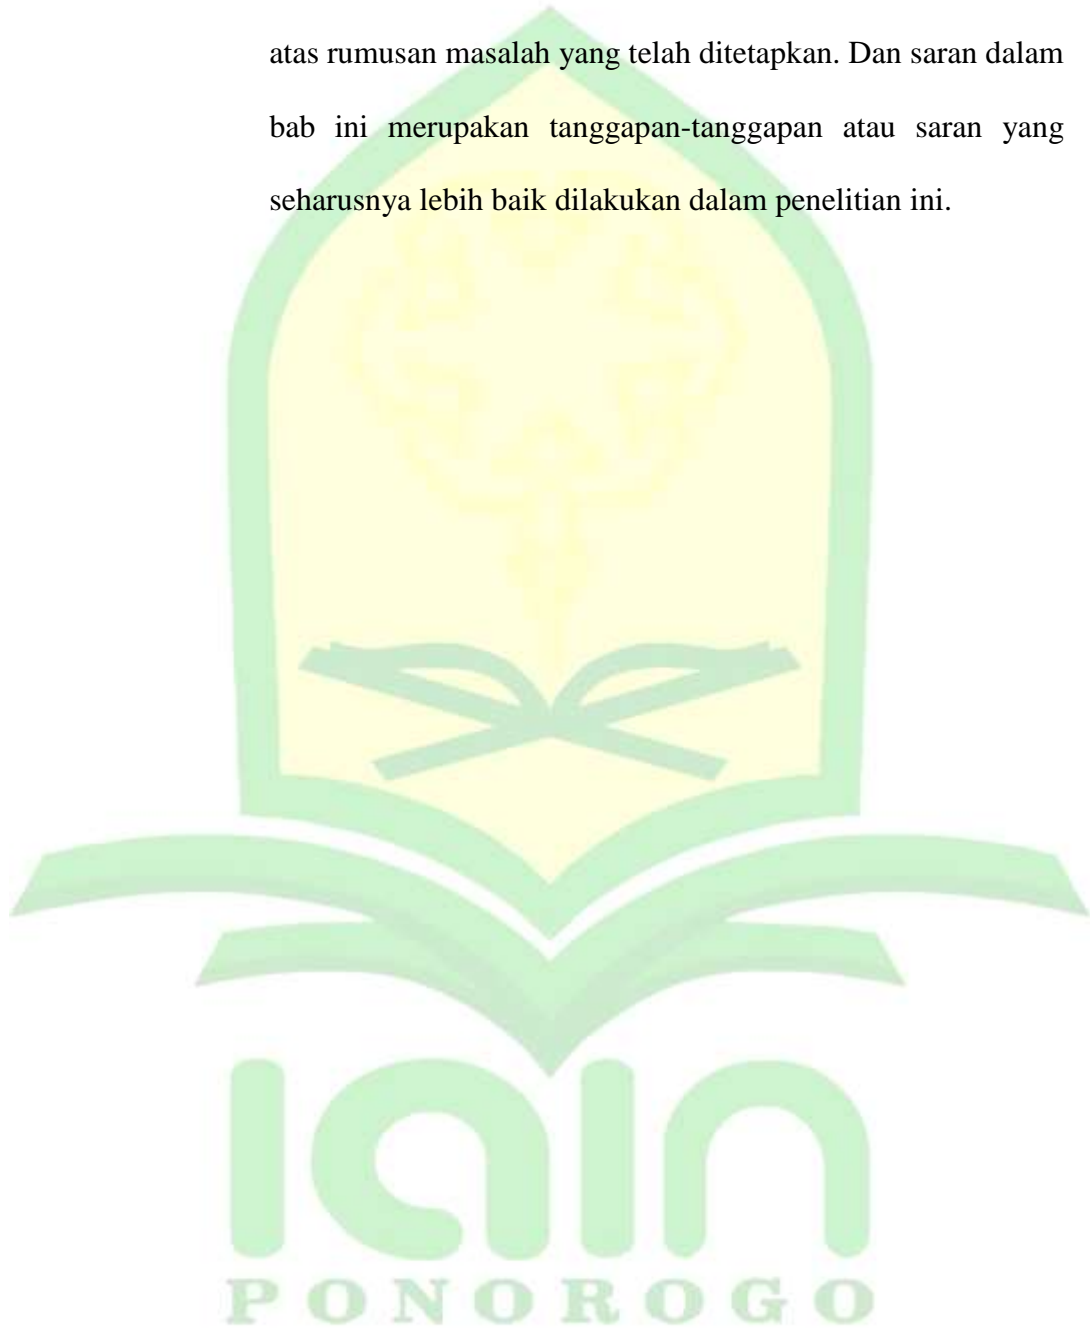 atas rumusan masalah yang telah ditetapkan. Dan saran dalam
bab ini merupakan tanggapan-tanggapan atau saran yang
seharusnya lebih baik dilakukan dalam penelitian ini.
iain
PONOROGO